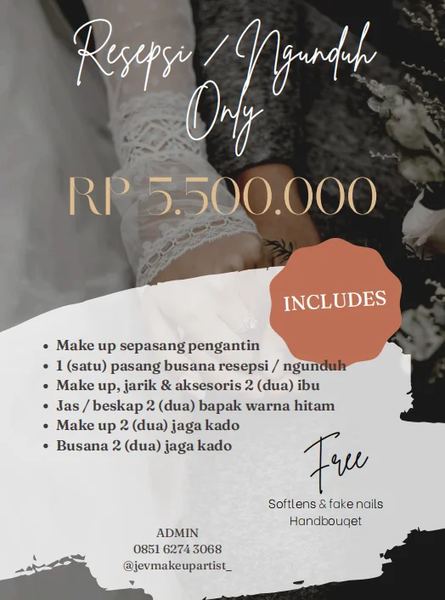 Resepsi / Ngunduh
Only
RP 5.500.000
INCLUDES
• Make up sepasang pengantin
• 1 (satu) pasang busana resepsi / ngunduh
• Make up, jarik & aksesoris 2 (dua) ibu
• Jas / beskap 2 (dua) bapak warna hitam
• Make up 2 (dua) jaga kado
• Busana 2 (dua) jaga kado
Free
Softlens & fake nails
Handbouqet
ADMIN
0851 6274 3068
@jevmakeupartist_